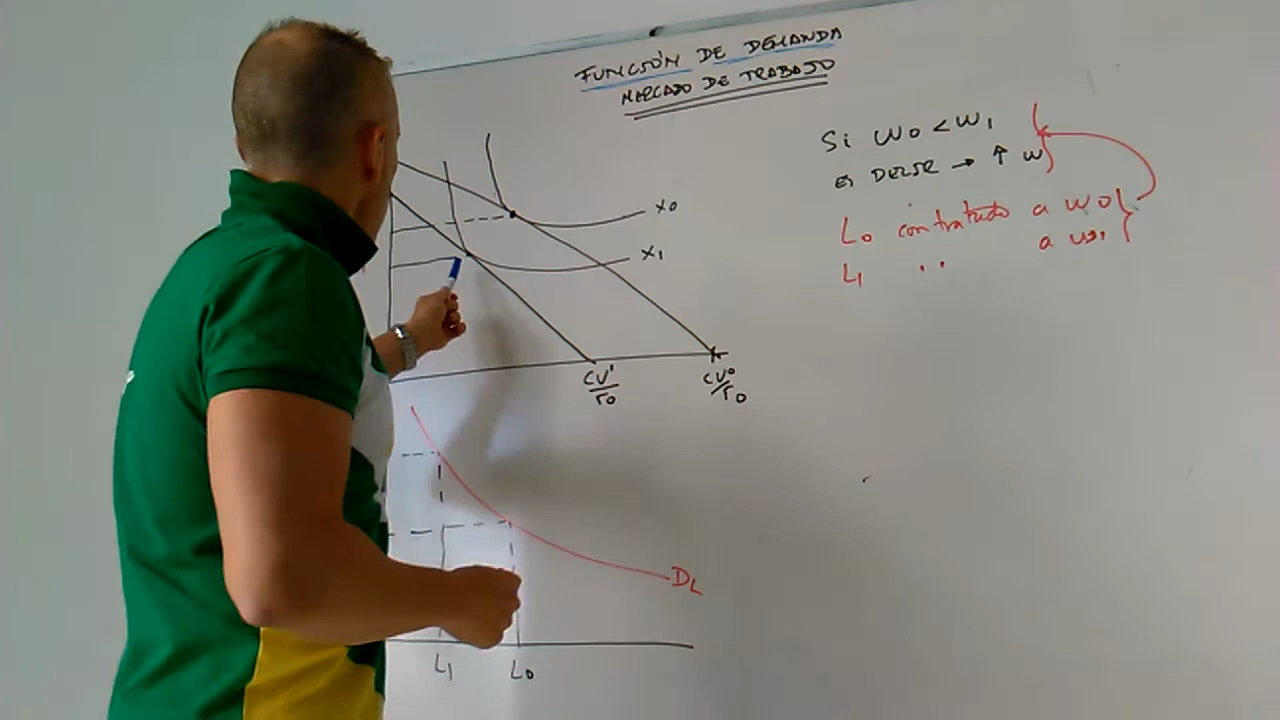 FUNCIÓN DE DEMANDA
MERCADO DE TRABAJO
Si w0 < w1
es DECIR → ↑ w
L0 contratado a w0
L1 '' a w1
X0
X1
CV¹/r0
CV⁰/r0
DL
L1
L0